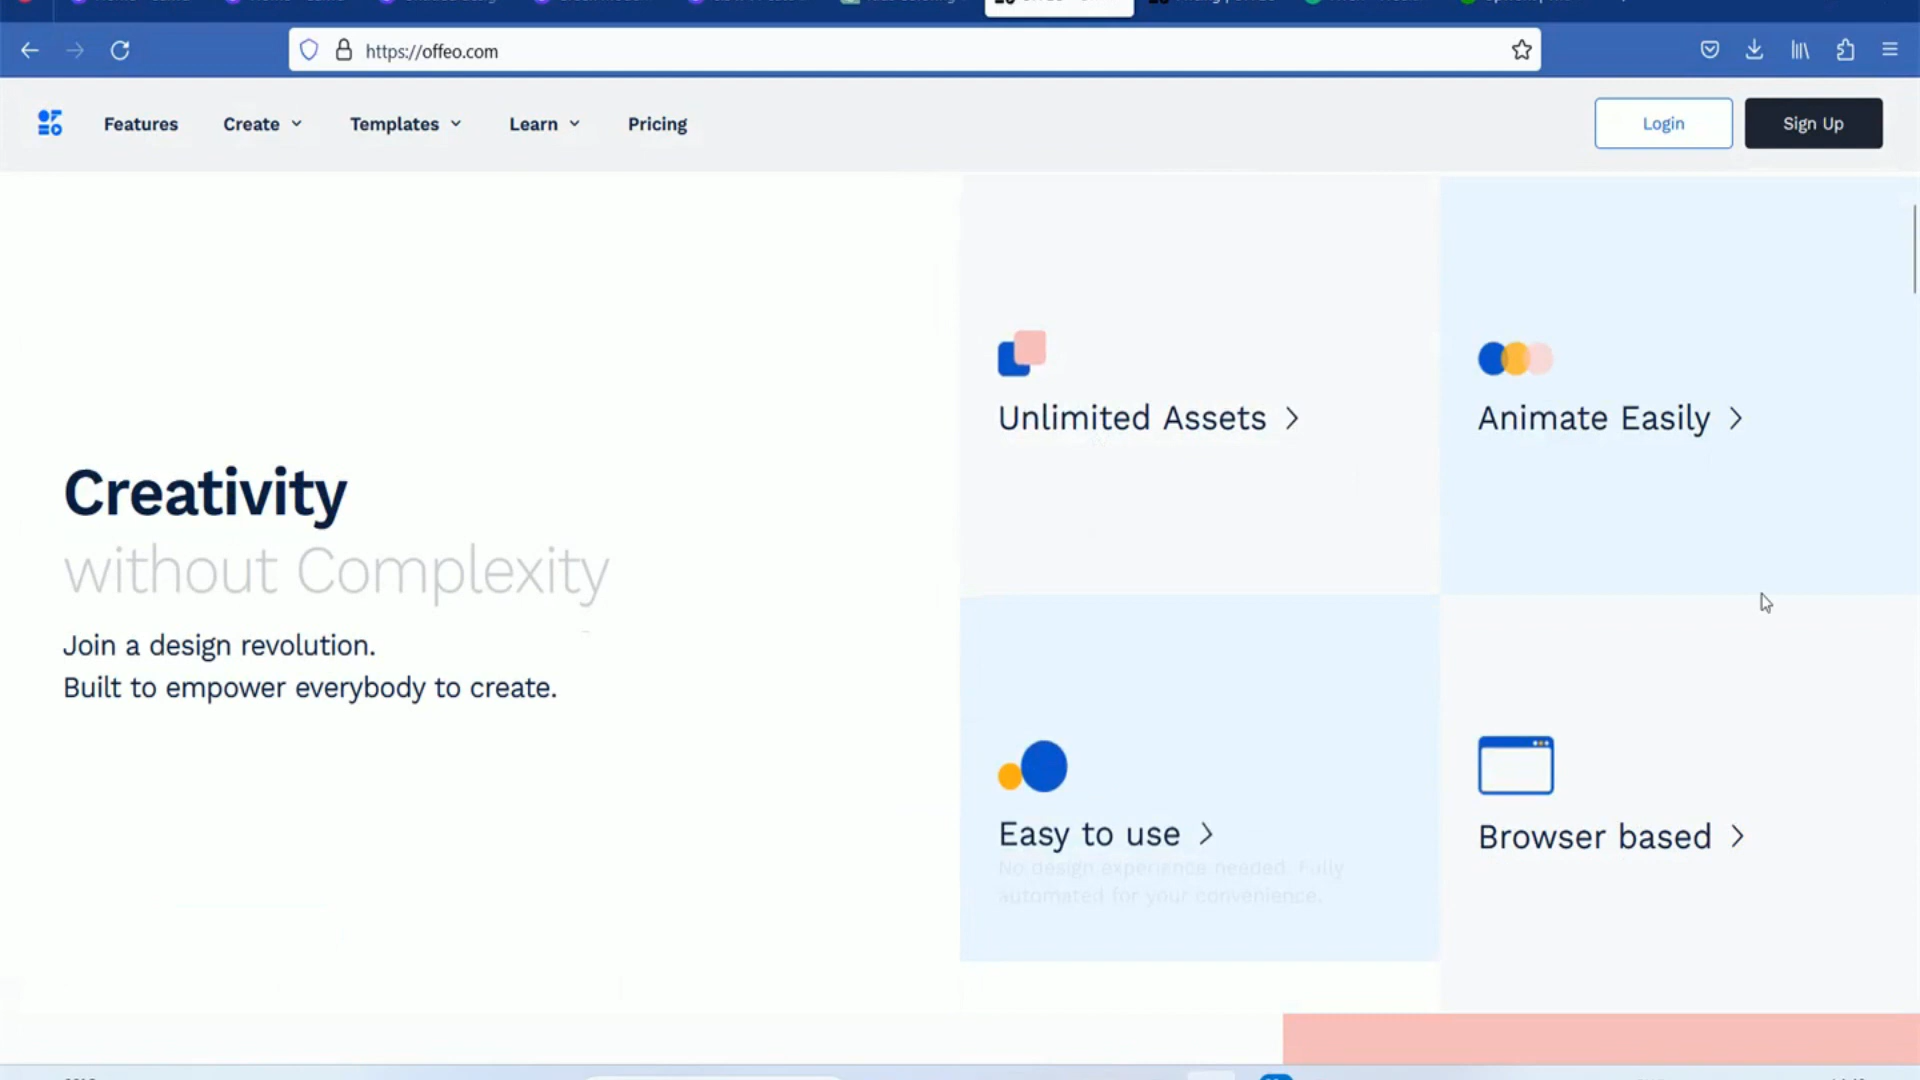 https://offeo.com
Features
Create
Templates
Learn
Pricing
Login
Sign Up
Creativity
without Complexity
Join a design revolution.
Built to empower everybody to create.
Unlimited Assets
Animate Easily
Easy to use
No design experience needed. Fully
automated for your convenience.
Browser based